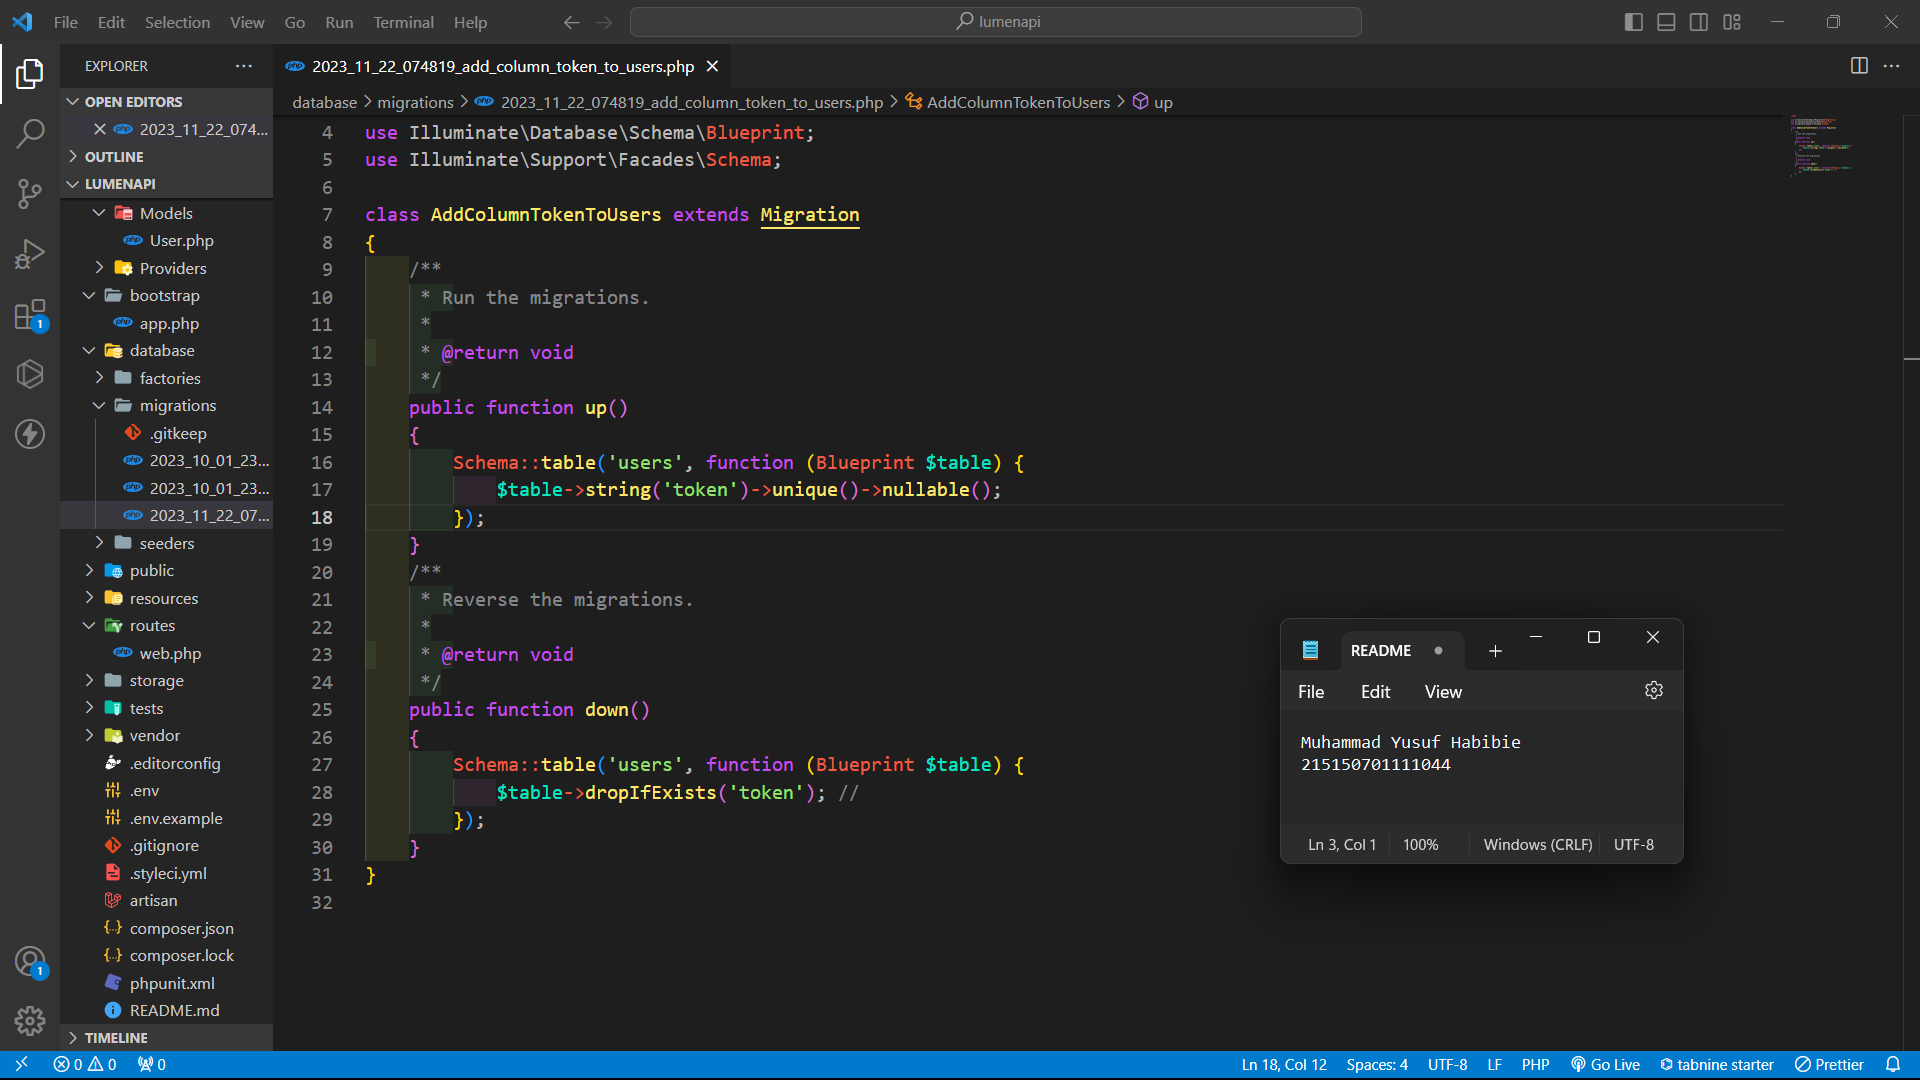 File Edit Selection View Go Run Terminal Help
lumenapi
EXPLORER
2023_11_22_074819_add_column_token_to_users.php
OPEN EDITORS
2023_11_22_074...
OUTLINE
LUMENAPI
Models
User.php
Providers
bootstrap
app.php
database
factories
migrations
.gitkeep
2023_10_01_23...
2023_10_01_23...
2023_11_22_07...
seeders
public
resources
routes
web.php
storage
tests
vendor
.editorconfig
.env
.env.example
.gitignore
.styleci.yml
artisan
composer.json
composer.lock
phpunit.xml
README.md
TIMELINE
database > migrations > 2023_11_22_074819_add_column_token_to_users.php > AddColumnTokenToUsers > up
4 use Illuminate\Database\Schema\Blueprint;
5 use Illuminate\Support\Facades\Schema;
6
7 class AddColumnTokenToUsers extends Migration
8 {
9 /**
10 * Run the migrations.
11 *
12 * @return void
13 */
14 public function up()
15 {
16 Schema::table('users', function (Blueprint $table) {
17 $table->string('token')->unique()->nullable();
18 });
19 }
20 /**
21 * Reverse the migrations.
22 *
23 * @return void
24 */
25 public function down()
26 {
27 Schema::table('users', function (Blueprint $table) {
28 $table->dropIfExists('token'); //
29 });
30 }
31 }
32
README
File Edit View
Muhammad Yusuf Habibie
215150701111044
Ln 3, Col 1 100% Windows (CRLF) UTF-8
1
1
0 0 0 Ln 18, Col 12 Spaces: 4 UTF-8 LF PHP Go Live tabnine starter Prettier